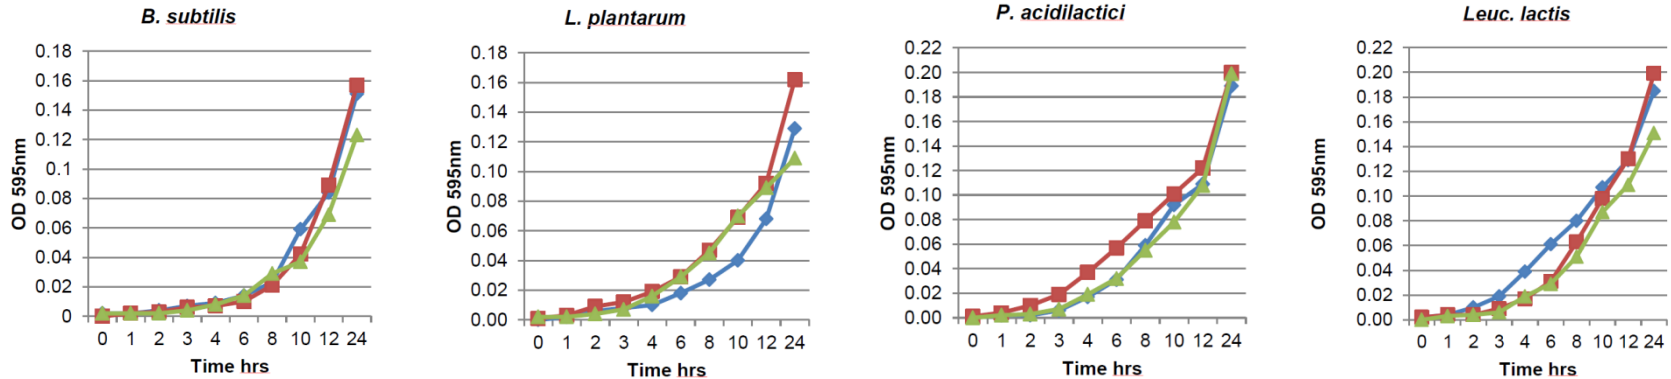 B. subtilis
0.18
0.16
0.14
0.12
0.1
0.08
0.06
0.04
0.02
0
OD 595nm
0 1 2 3 4 6 8 10 12 24
Time hrs
L. plantarum
0.18
0.16
0.14
0.12
0.10
0.08
0.06
0.04
0.02
0.00
OD 595nm
0 1 2 3 4 6 8 10 12 24
Time hrs
P. acidilactici
0.22
0.20
0.18
0.16
0.14
0.12
0.10
0.08
0.06
0.04
0.02
0.00
OD 595nm
0 1 2 3 4 6 8 10 12 24
Time hrs
Leuc. lactis
0.22
0.20
0.18
0.16
0.14
0.12
0.10
0.08
0.06
0.04
0.02
0.00
OD 595nm
0 1 2 3 4 6 8 10 12 24
Time hrs